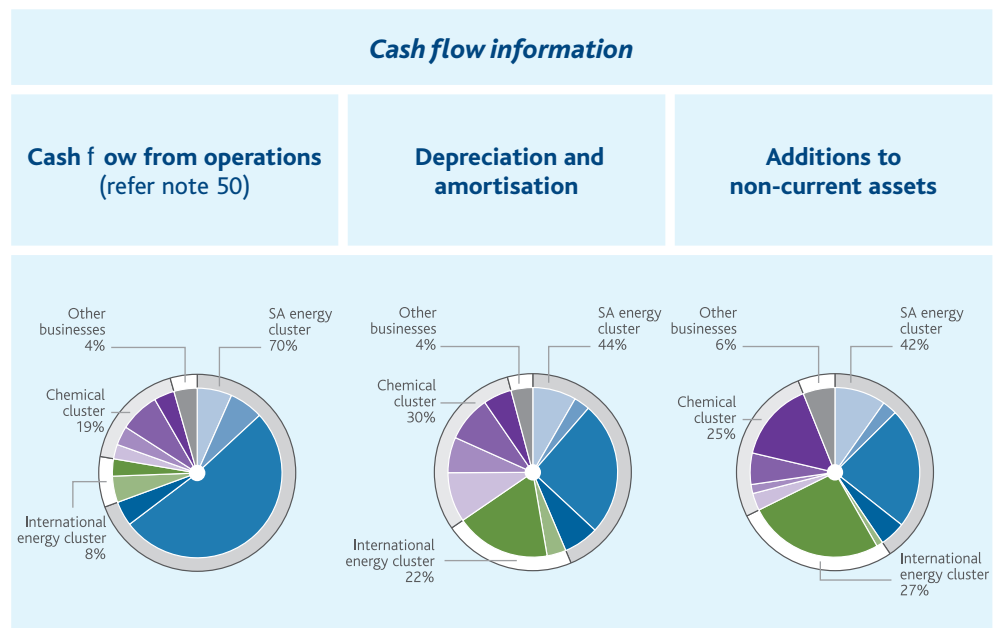 Cash flow information
Cash f ow from operations
(refer note 50)
Depreciation and
amortisation
Additions to
non-current assets
Other
businesses
4%
SA energy
cluster
70%
Chemical
cluster
19%
International
energy cluster
8%
Other
businesses
4%
SA energy
cluster
44%
Chemical
cluster
30%
International
energy cluster
22%
Other
businesses
6%
SA energy
cluster
42%
Chemical
cluster
25%
International
energy cluster
27%